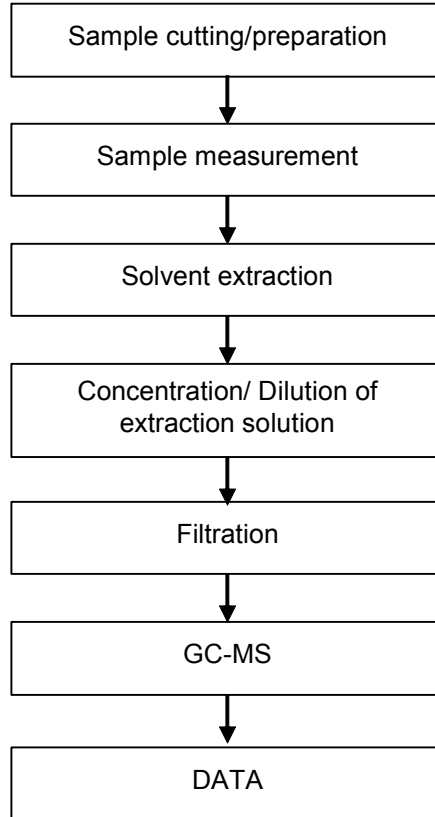 Sample cutting/preparation
Sample measurement
Solvent extraction
Concentration/ Dilution of
extraction solution
Filtration
GC-MS
DATA